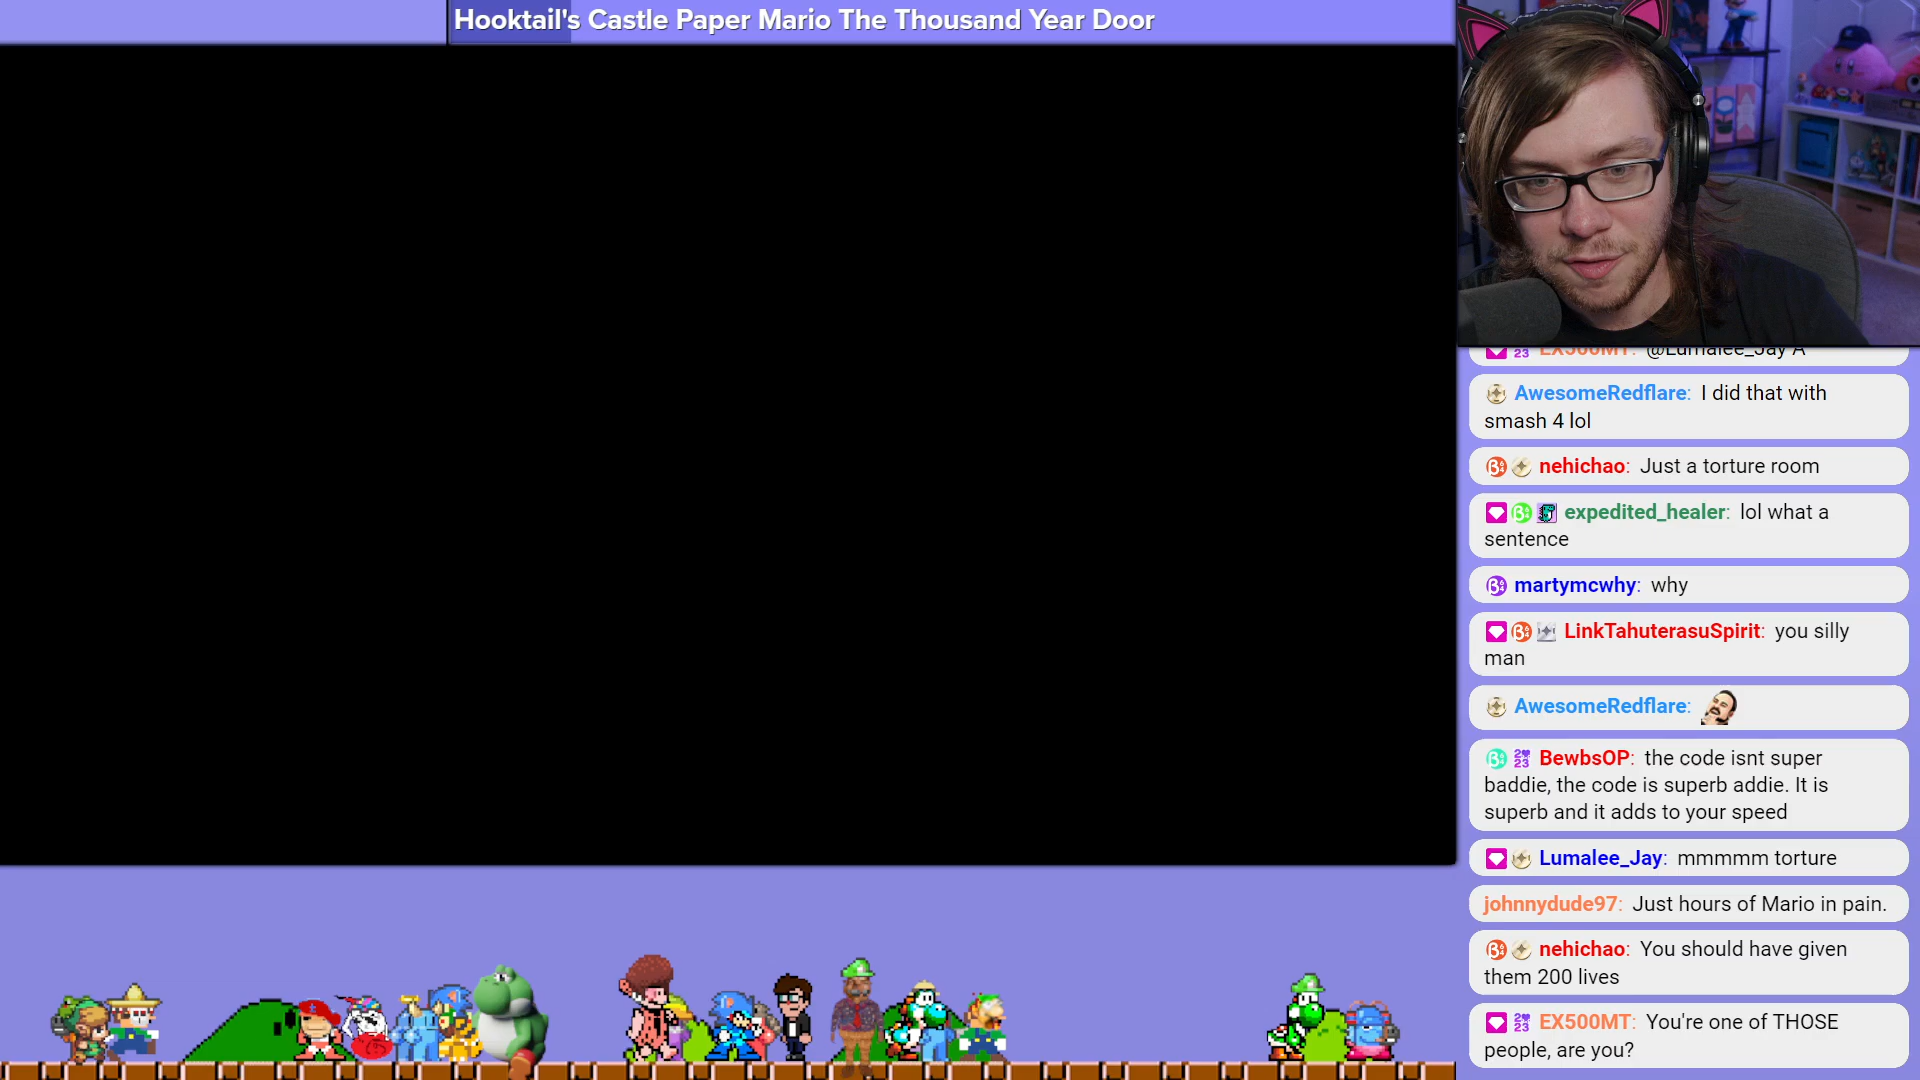 Hooktail's Castle Paper Mario The Thousand Year Door
EX500MT: @Lumalee_Jay A
AwesomeRedflare: I did that with
smash 4 lol
nehichao: Just a torture room
expedited_healer: lol what a
sentence
martymcwhy: why
LinkTahuterasuSpirit: you silly
man
AwesomeRedflare:
BewbsOP: the code isnt super
baddie, the code is superb addie. It is
superb and it adds to your speed
Lumalee_Jay: mmmmm torture
johnnydude97: Just hours of Mario in pain.
nehichao: You should have given
them 200 lives
EX500MT: You're one of THOSE
people, are you?